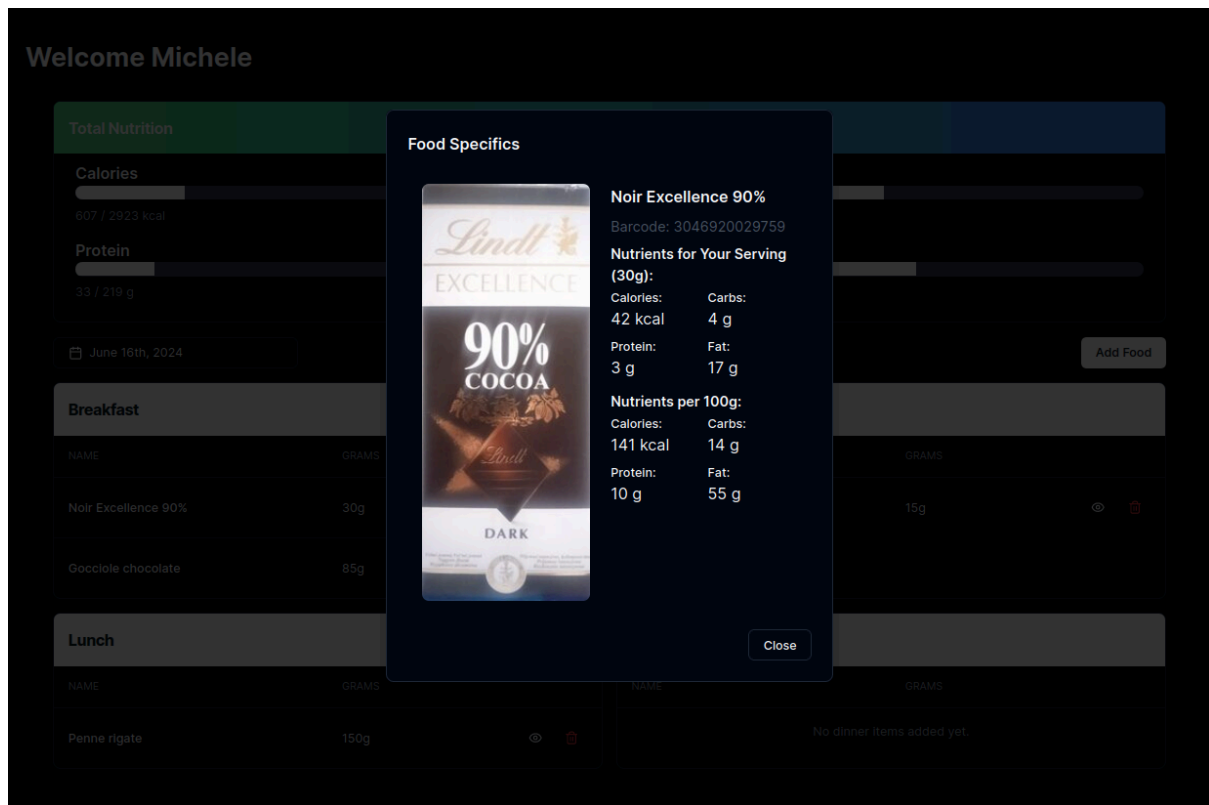 Welcome Michele
Total Nutrition
Calories
607 / 2923 kcal
Protein
33 / 219 g
June 16th, 2024
Add Food
Breakfast
NAME
GRAMS
GRAMS
Noir Excellence 90%
30g
15g
Gocciole chocolate
85g
Lunch
NAME
GRAMS
NAME
GRAMS
Penne rigate
150g
No dinner items added yet.
Food Specifics
Lindt
EXCELLENCE
90%
COCOA
Lindt
DARK
Noir Excellence 90%
Barcode: 3046920029759
Nutrients for Your Serving
(30g):
Calories:
Carbs:
42 kcal
4 g
Protein:
Fat:
3 g
17 g
Nutrients per 100g:
Calories:
Carbs:
141 kcal
14 g
Protein:
Fat:
10 g
55 g
Close